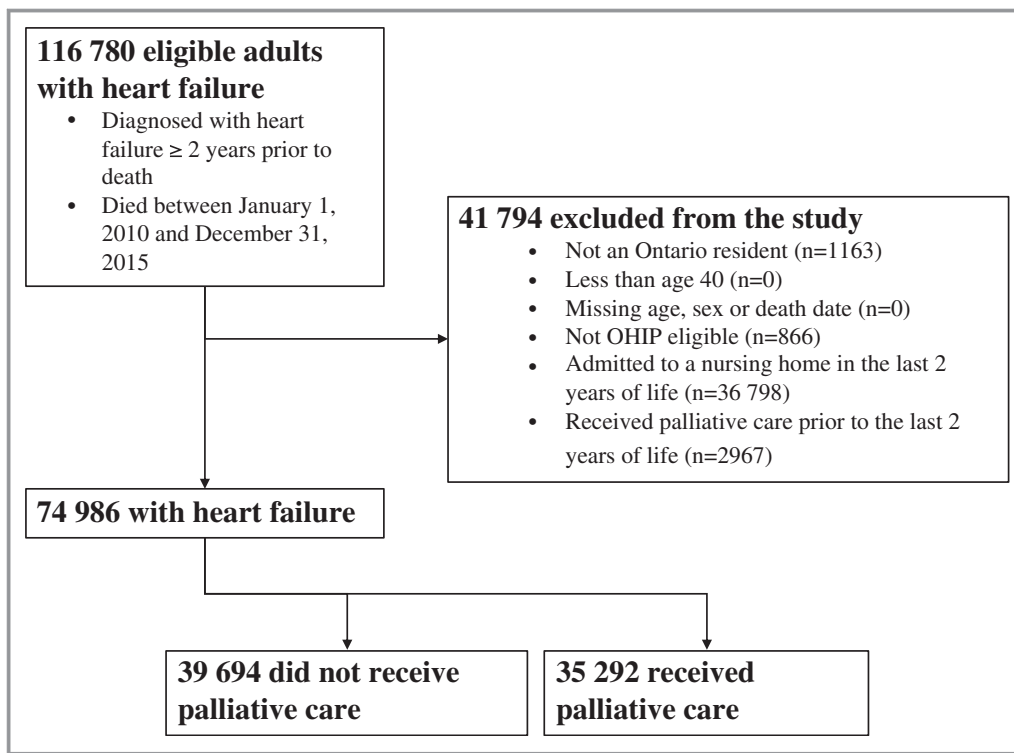 116 780 eligible adults
with heart failure
• Diagnosed with heart
failure ≥ 2 years prior to
death
• Died between January 1,
2010 and December 31,
2015
41 794 excluded from the study
• Not an Ontario resident (n=1163)
• Less than age 40 (n=0)
• Missing age, sex or death date (n=0)
• Not OHIP eligible (n=866)
• Admitted to a nursing home in the last 2
years of life (n=36 798)
• Received palliative care prior to the last 2
years of life (n=2967)
74 986 with heart failure
39 694 did not receive
palliative care
35 292 received
palliative care